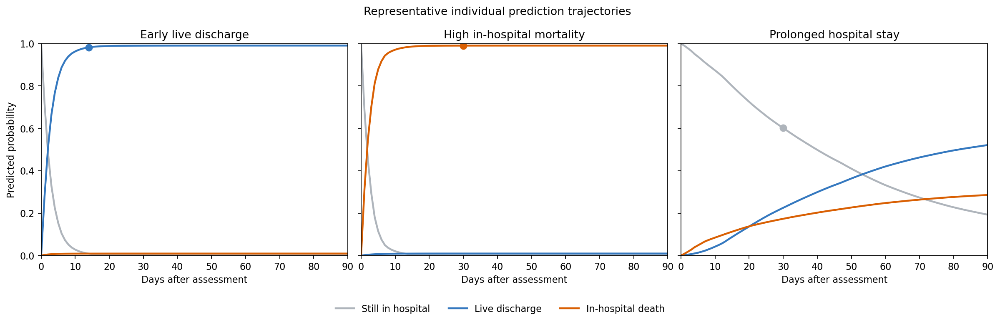 Representative individual prediction trajectories
Early live discharge
High in-hospital mortality
Prolonged hospital stay
Predicted probability
1.0
0.8
0.6
0.4
0.2
0.0
0 10 20 30 40 50 60 70 80 90
0 10 20 30 40 50 60 70 80 90
0 10 20 30 40 50 60 70 80 90
Days after assessment
Days after assessment
Days after assessment
Still in hospital
Live discharge
In-hospital death